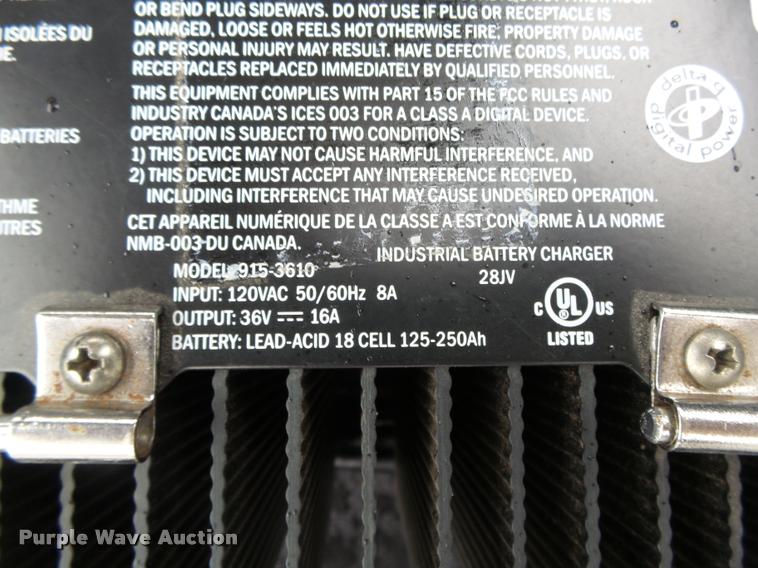 OR BEND PLUG SIDEWAYS. DO NOT USE IF PLUG OR RECEPTACLE IS
DAMAGED, LOOSE OR FEELS HOT OTHERWISE FIRE, PROPERTY DAMAGE
OR PERSONAL INJURY MAY RESULT. HAVE DEFECTIVE CORDS, PLUGS, OR
RECEPTACLES REPLACED IMMEDIATELY BY QUALIFIED PERSONNEL.
THIS EQUIPMENT COMPLIES WITH PART 15 OF THE FCC RULES AND
INDUSTRY CANADA'S ICES 003 FOR A CLASS A DIGITAL DEVICE.
OPERATION IS SUBJECT TO TWO CONDITIONS:
1) THIS DEVICE MAY NOT CAUSE HARMFUL INTERFERENCE, AND
2) THIS DEVICE MUST ACCEPT ANY INTERFERENCE RECEIVED,
INCLUDING INTERFERENCE THAT MAY CAUSE UNDESIRED OPERATION.
CET APPAREIL NUMÉRIQUE DE LA CLASSE A EST CONFORME À LA NORME
NMB-003 DU CANADA.
INDUSTRIAL BATTERY CHARGER
MODEL 915-3610
28JV
INPUT: 120VAC 50/60Hz 8A
OUTPUT: 36V 16A
BATTERY: LEAD-ACID 18 CELL 125-250Ah
ISOLÉES DU
BATTERIES
delta-q
digital power
C UL US
®
LISTED
Purple Wave Auction